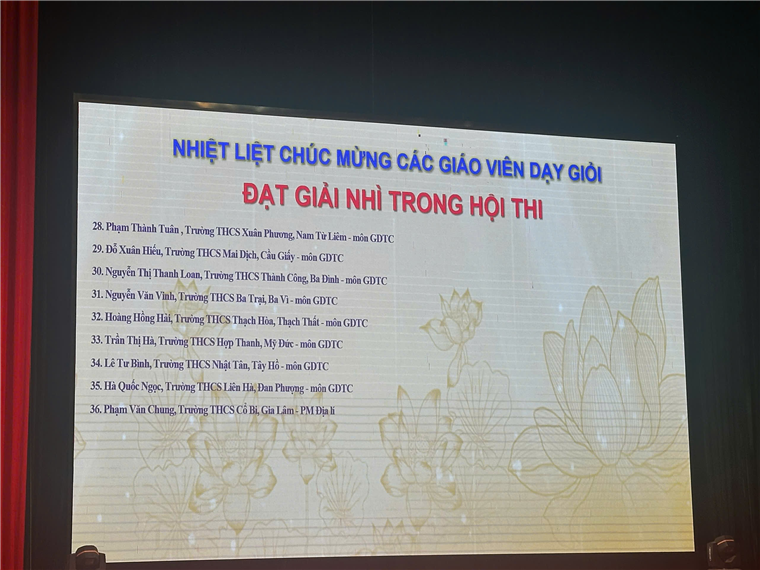 NHIỆT LIỆT CHÚC MỪNG CÁC GIÁO VIÊN DẠY GIỎI
ĐẠT GIẢI NHÌ TRONG HỘI THI
28. Phạm Thành Tuân , Trường THCS Xuân Phương, Nam Từ Liêm - môn GDTC
29. Đỗ Xuân Hiếu, Trường THCS Mai Dịch, Cầu Giấy - môn GDTC
30. Nguyễn Thị Thanh Loan, Trường THCS Thành Công, Ba Đình - môn GDTC
31. Nguyễn Văn Vình, Trường THCS Ba Trại, Ba Vì - môn GDTC
32. Hoàng Hồng Hải, Trường THCS Thạch Hòa, Thạch Thất - môn GDTC
33. Trần Thị Hà, Trường THCS Hợp Thanh, Mỹ Đức - môn GDTC
34. Lê Tư Bình, Trường THCS Nhật Tân, Tây Hồ - môn GDTC
35. Hà Quốc Ngọc, Trường THCS Liên Hà, Đan Phượng - môn GDTC
36. Phạm Văn Chung, Trường THCS Cổ Bi, Gia Lâm - PM Địa lí